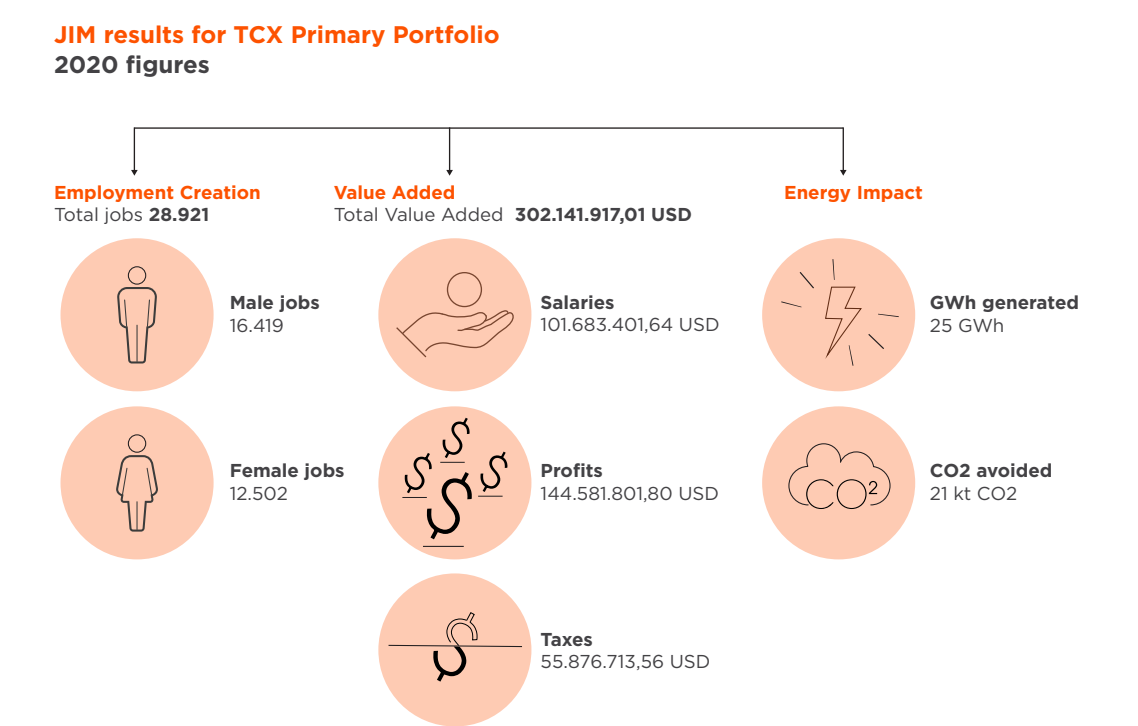 JIM results for TCX Primary Portfolio
2020 figures
Employment Creation
Total jobs 28.921
Male jobs
16.419
Female jobs
12.502
Value Added
Total Value Added 302.141.917,01 USD
Salaries
101.683.401,64 USD
Profits
144.581.801,80 USD
Taxes
55.876.713,56 USD
Energy Impact
GWh generated
25 GWh
CO2 avoided
21 kt CO2
CO2